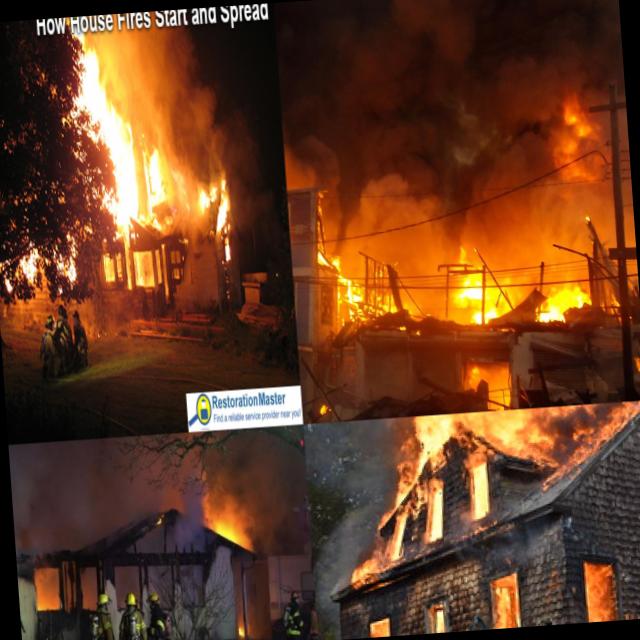 How House Fires Start and Spread
RestorationMaster
Find a reliable service provider near you!